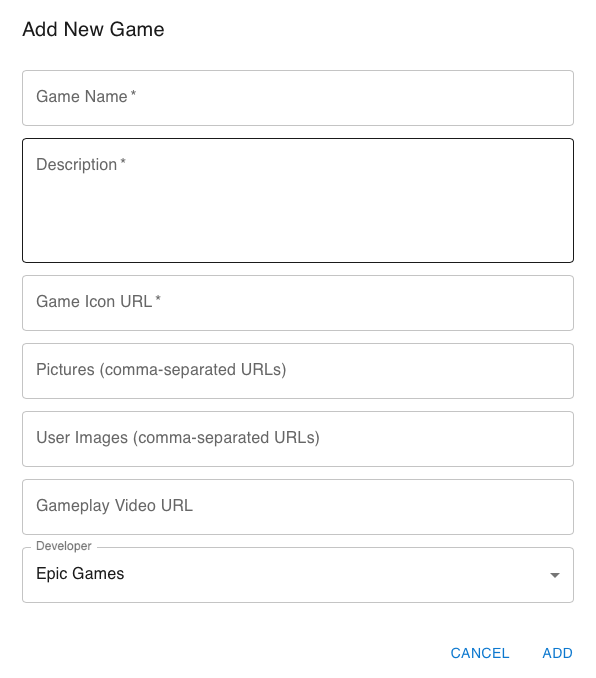 Add New Game
Game Name *
Description *
Game Icon URL *
Pictures (comma-separated URLs)
User Images (comma-separated URLs)
Gameplay Video URL
Developer
Epic Games
CANCEL ADD